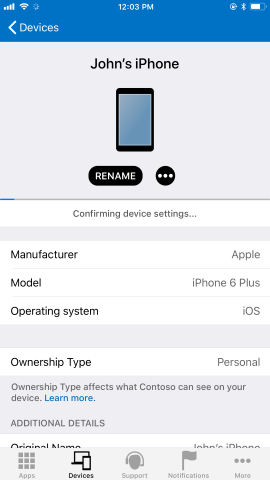 12:03 PM
Devices
John's iPhone
RENAME
Confirming device settings...
Manufacturer Apple
Model iPhone 6 Plus
Operating system iOS
Ownership Type Personal
Ownership Type affects what Contoso can see on your
device. Learn more.
ADDITIONAL DETAILS
Original Name John's iPhone
Apps Devices Support Notifications More